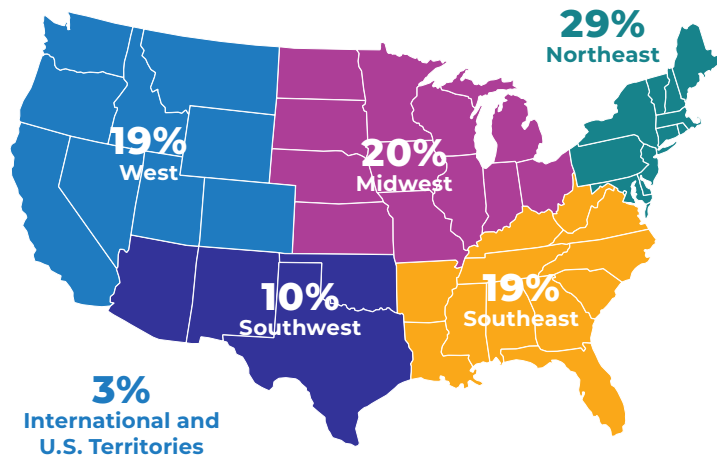 29%
Northeast
19%
West
20%
Midwest
10%
Southwest
19%
Southeast
3%
International and
U.S. Territories